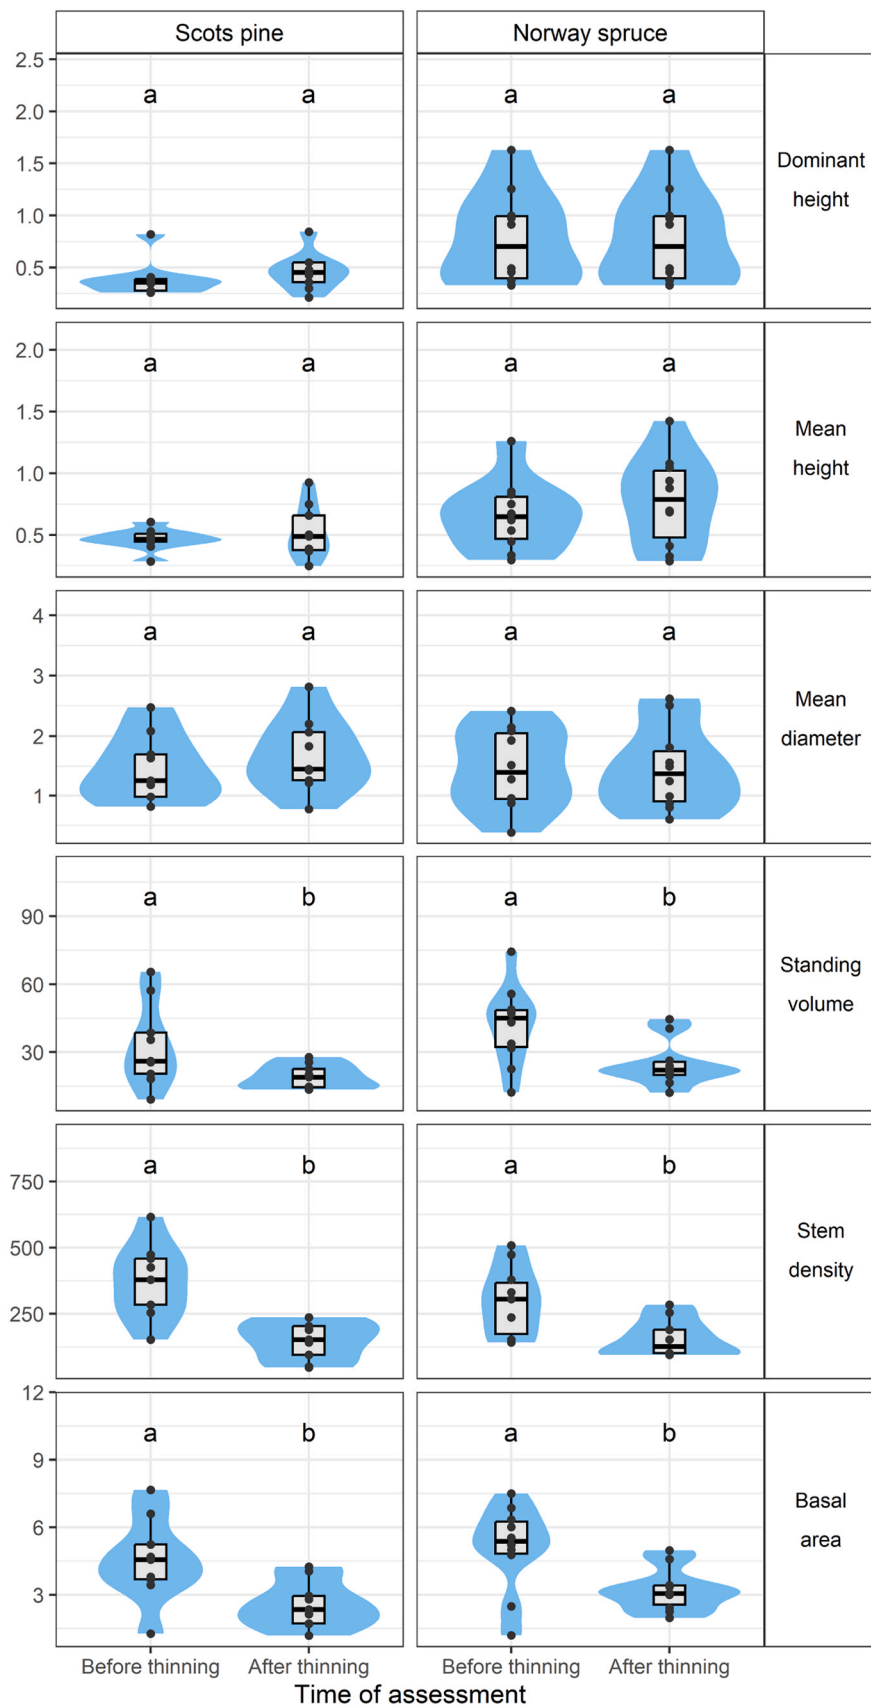 Scots pine Norway spruce
2.5
2.0
1.5
1.0
0.5
a a a a
Dominant
height
2.0
1.5
1.0
0.5
a a a a
Mean
height
4
3
2
1
a a a a
Mean
diameter
90
60
30
a b a b
Standing
volume
750
500
250
a b a b
Stem
density
12
9
6
3
a b a b
Basal
area
Before thinning After thinning Before thinning After thinning
Time of assessment